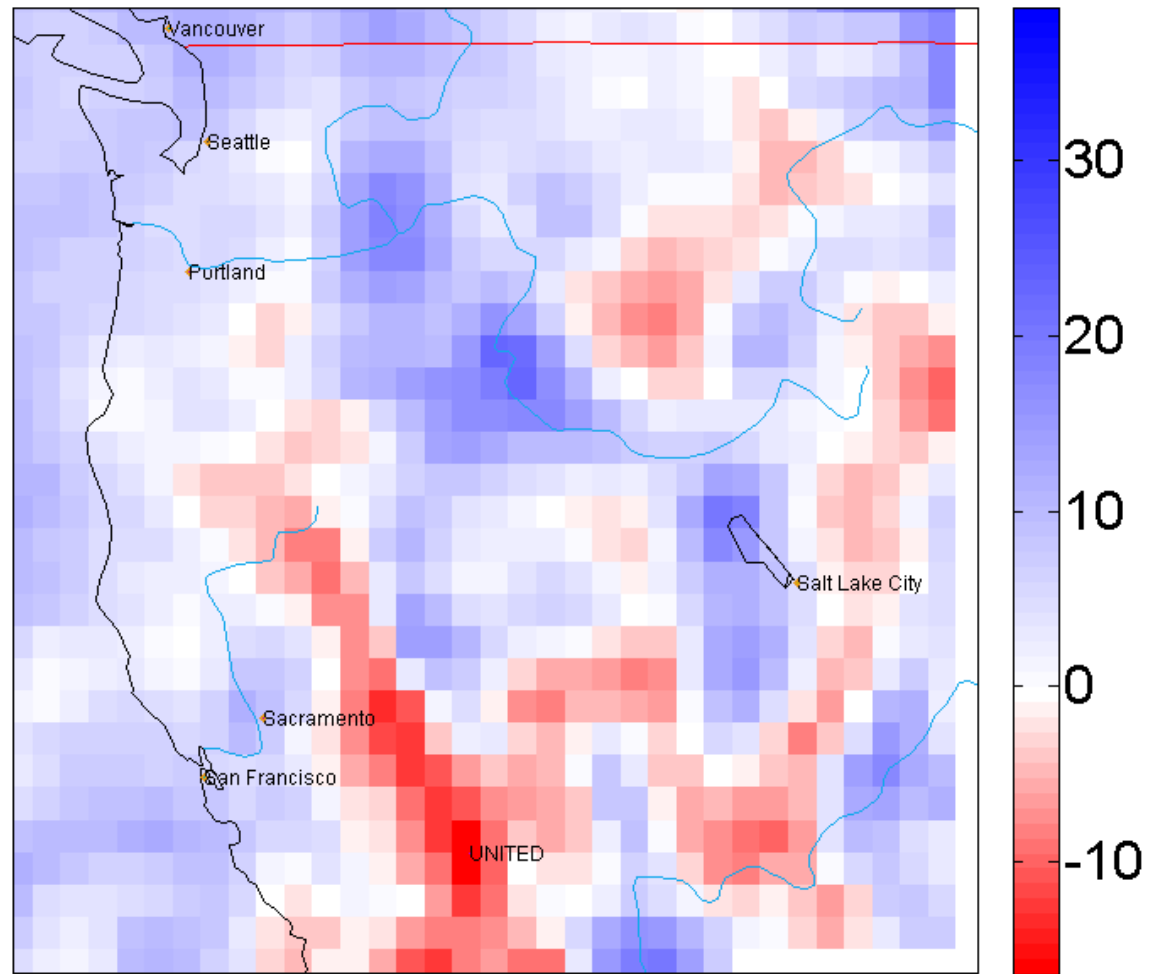 Vancouver
Seattle
Portland
Salt Lake City
Sacramento
San Francisco
UNITED
30
20
10
0
-10